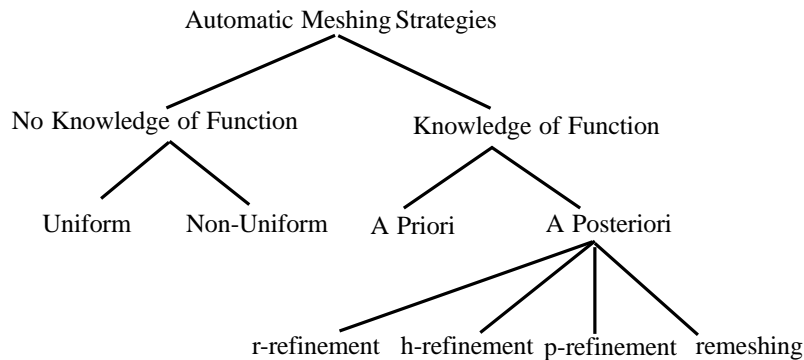 Automatic Meshing Strategies
No Knowledge of Function
Knowledge of Function
Uniform
Non-Uniform
A Priori
A Posteriori
r-refinement
h-refinement
p-refinement
remeshing